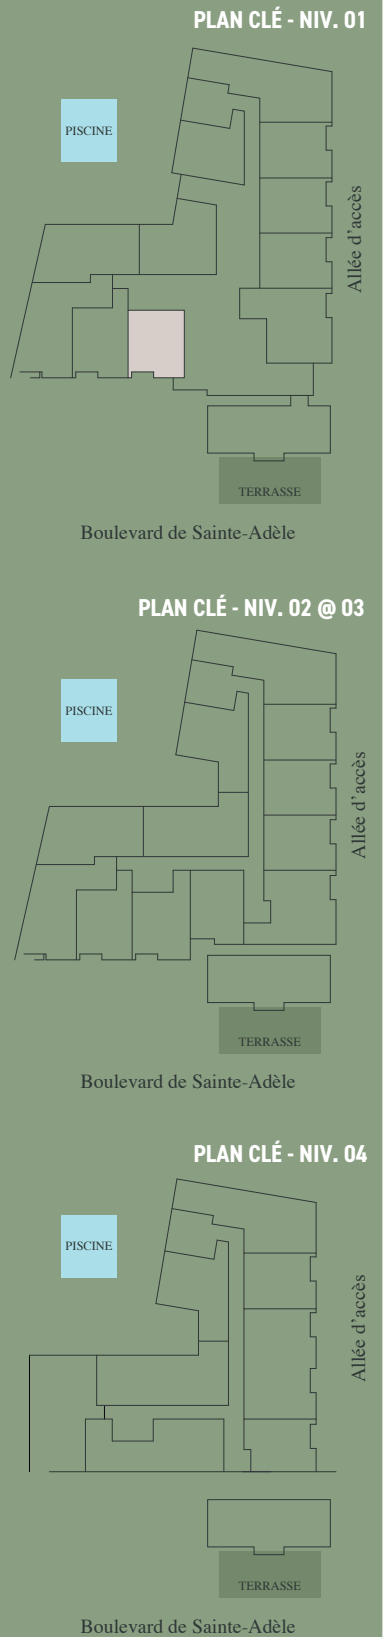 PLAN CLÉ - NIV. 01
PISCINE
Allée d'accès
TERRASSE
Boulevard de Sainte-Adèle
PLAN CLÉ - NIV. 02 @ 03
PISCINE
Allée d'accès
TERRASSE
Boulevard de Sainte-Adèle
PLAN CLÉ - NIV. 04
PISCINE
Allée d'accès
TERRASSE
Boulevard de Sainte-Adèle